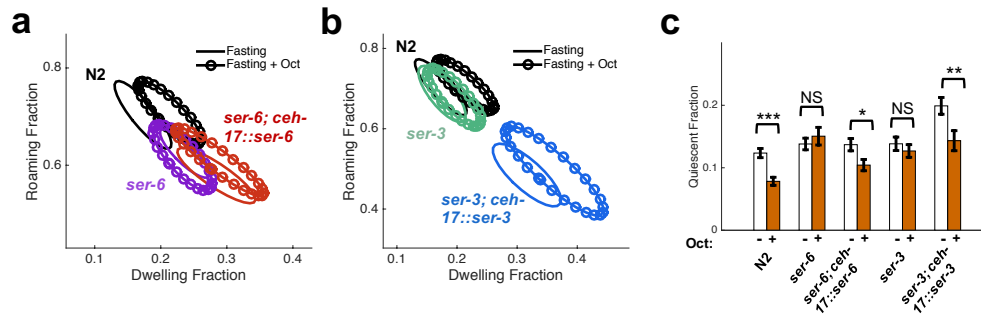 a
N2
Fasting
Fasting + Oct
ser-6; ceh-
17::ser-6
ser-6
Roaming Fraction
0.8
0.6
0.1
0.2
0.3
0.4
Dwelling Fraction
b
N2
Fasting
Fasting + Oct
ser-3
ser-3; ceh-
17::ser-3
Roaming Fraction
0.8
0.6
0.4
0.1
0.2
0.3
0.4
Dwelling Fraction
c
Quiescent Fraction
0.2
0.1
0
***
NS
*
NS
**
Oct:
- + - + - + - + - +
N2
ser-6
ser-6; ceh-
17::ser-6
ser-3
ser-3; ceh-
17::ser-3